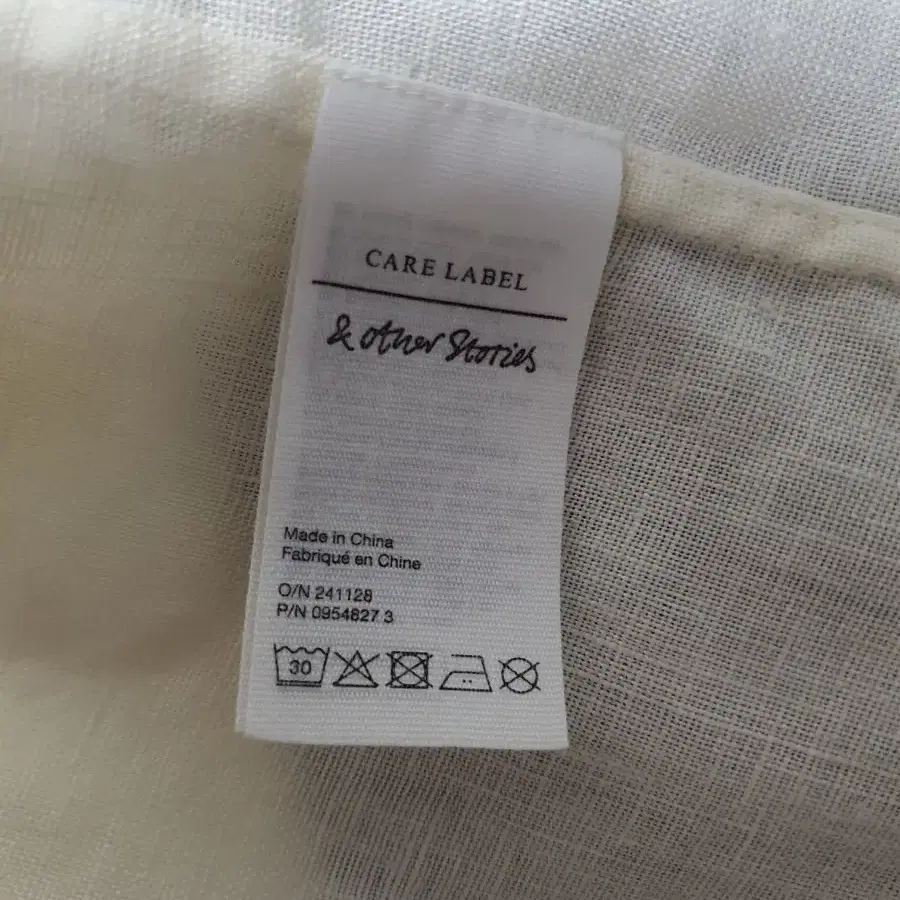 CARE LABEL
& other Stories
Made in China
Fabriqué en Chine
O/N 241128
P/N 0954827 3
30